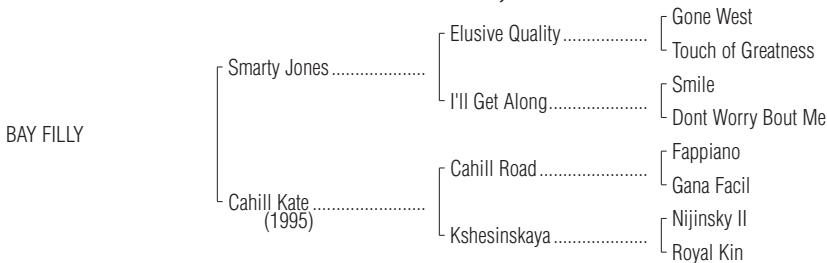 Gone West
Elusive Quality....................
Touch of Greatness
Smarty Jones....................
Smile
I'll Get Along....................
Dont Worry Bout Me
BAY FILLY
Fappiano
Cahill Road....................
Gana Facil
Cahill Kate....................
(1995)
Nijinsky II
Kshesinskaya....................
Royal Kin